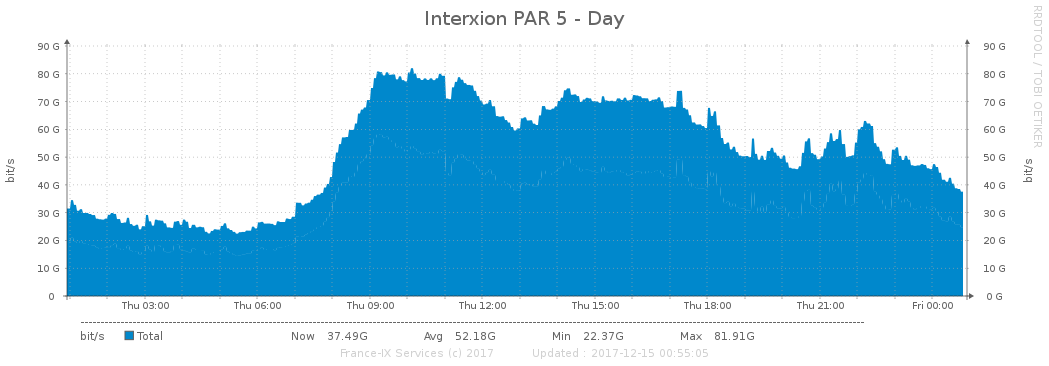 Interxion PAR 5 - Day
RRDTOOL / TOBI OETIKER
90 G 90 G
80 G 80 G
70 G 70 G
60 G 60 G
50 G 50 G
40 G 40 G
30 G 30 G
20 G 20 G
10 G 10 G
0 0 G
bit/s bit/s
Thu 03:00 Thu 06:00 Thu 09:00 Thu 12:00 Thu 15:00 Thu 18:00 Thu 21:00 Fri 00:00
bit/s Total Now 37.49G Avg 52.18G Min 22.37G Max 81.91G
France-IX Services (c) 2017 Updated : 2017-12-15 00:55:05